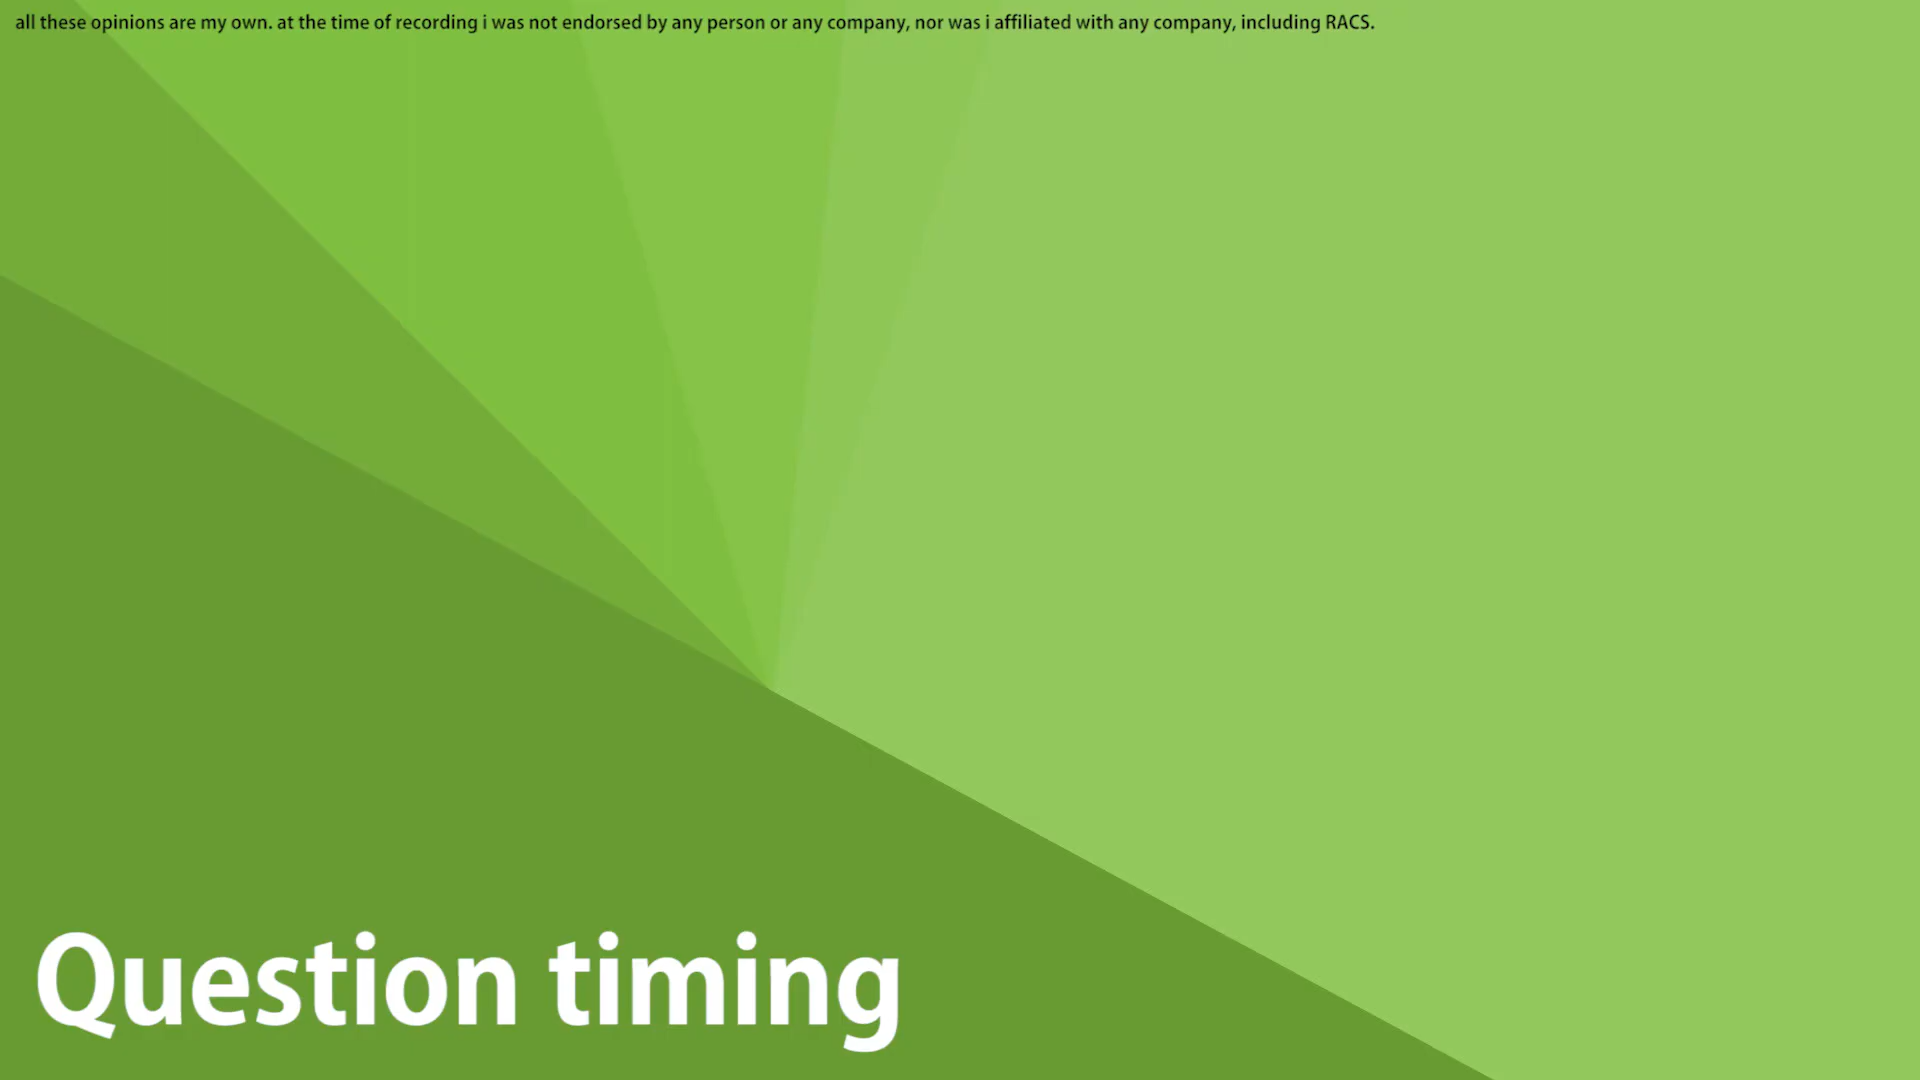 all these opinions are my own. at the time of recording i was not endorsed by any person or any company, nor was i affiliated with any company, including RACS.
Question timing